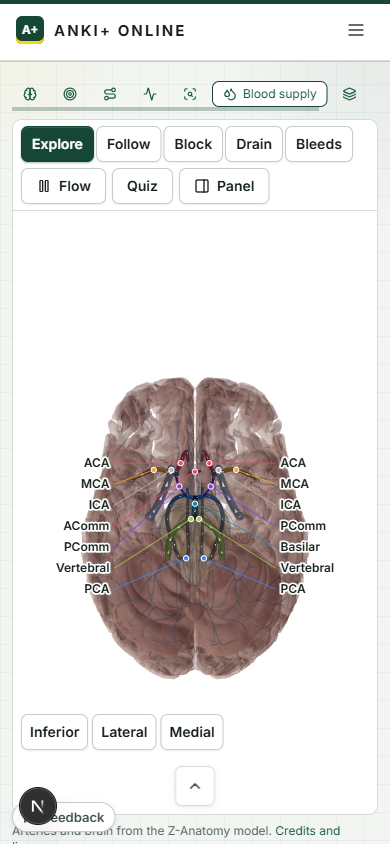 A+ ANKI+ ONLINE
Blood supply
Explore Follow Block Drain Bleeds
Flow Quiz Panel
ACA ACA
MCA MCA
ICA ICA
AComm PComm
PComm Basilar
Vertebral Vertebral
PCA PCA
Inferior Lateral Medial
N eedback
Arteries and brain from the Z-Anatomy model. Credits and